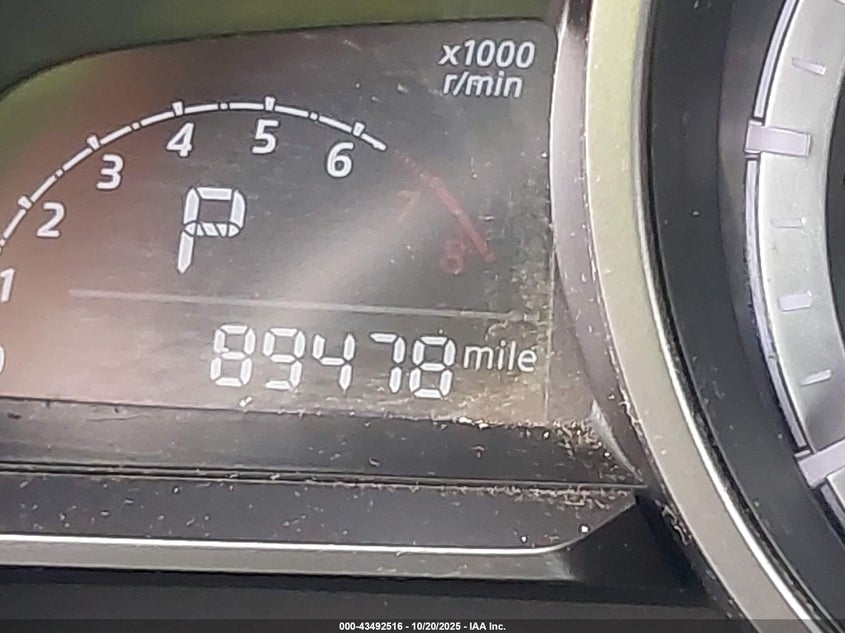 x1000
r/min
1 2 3 4 5 6 7 8
P
89478 mile
000-43492516 - 10/20/2025 - IAA Inc.